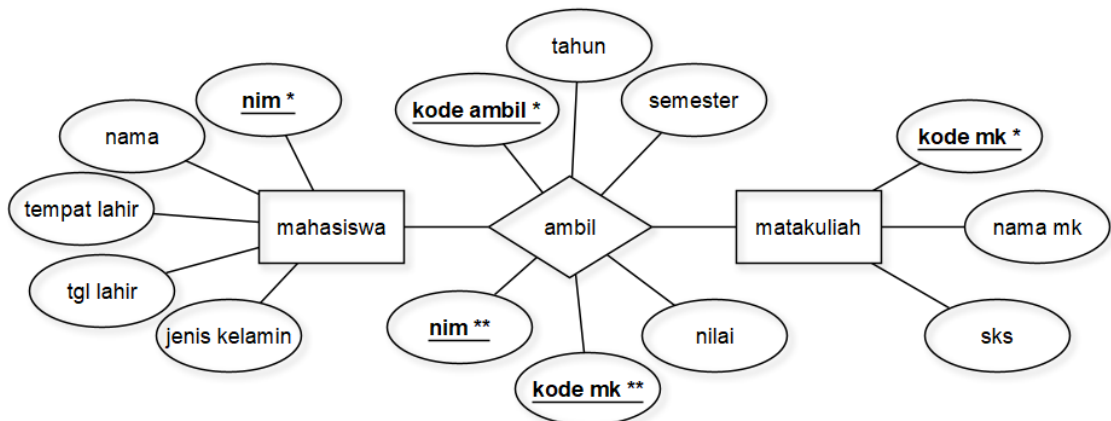 tahun
nim *
kode ambil *
semester
nama
kode mk *
tempat lahir
mahasiswa
ambil
matakuliah
nama mk
tgl lahir
jenis kelamin
nim **
nilai
sks
kode mk **